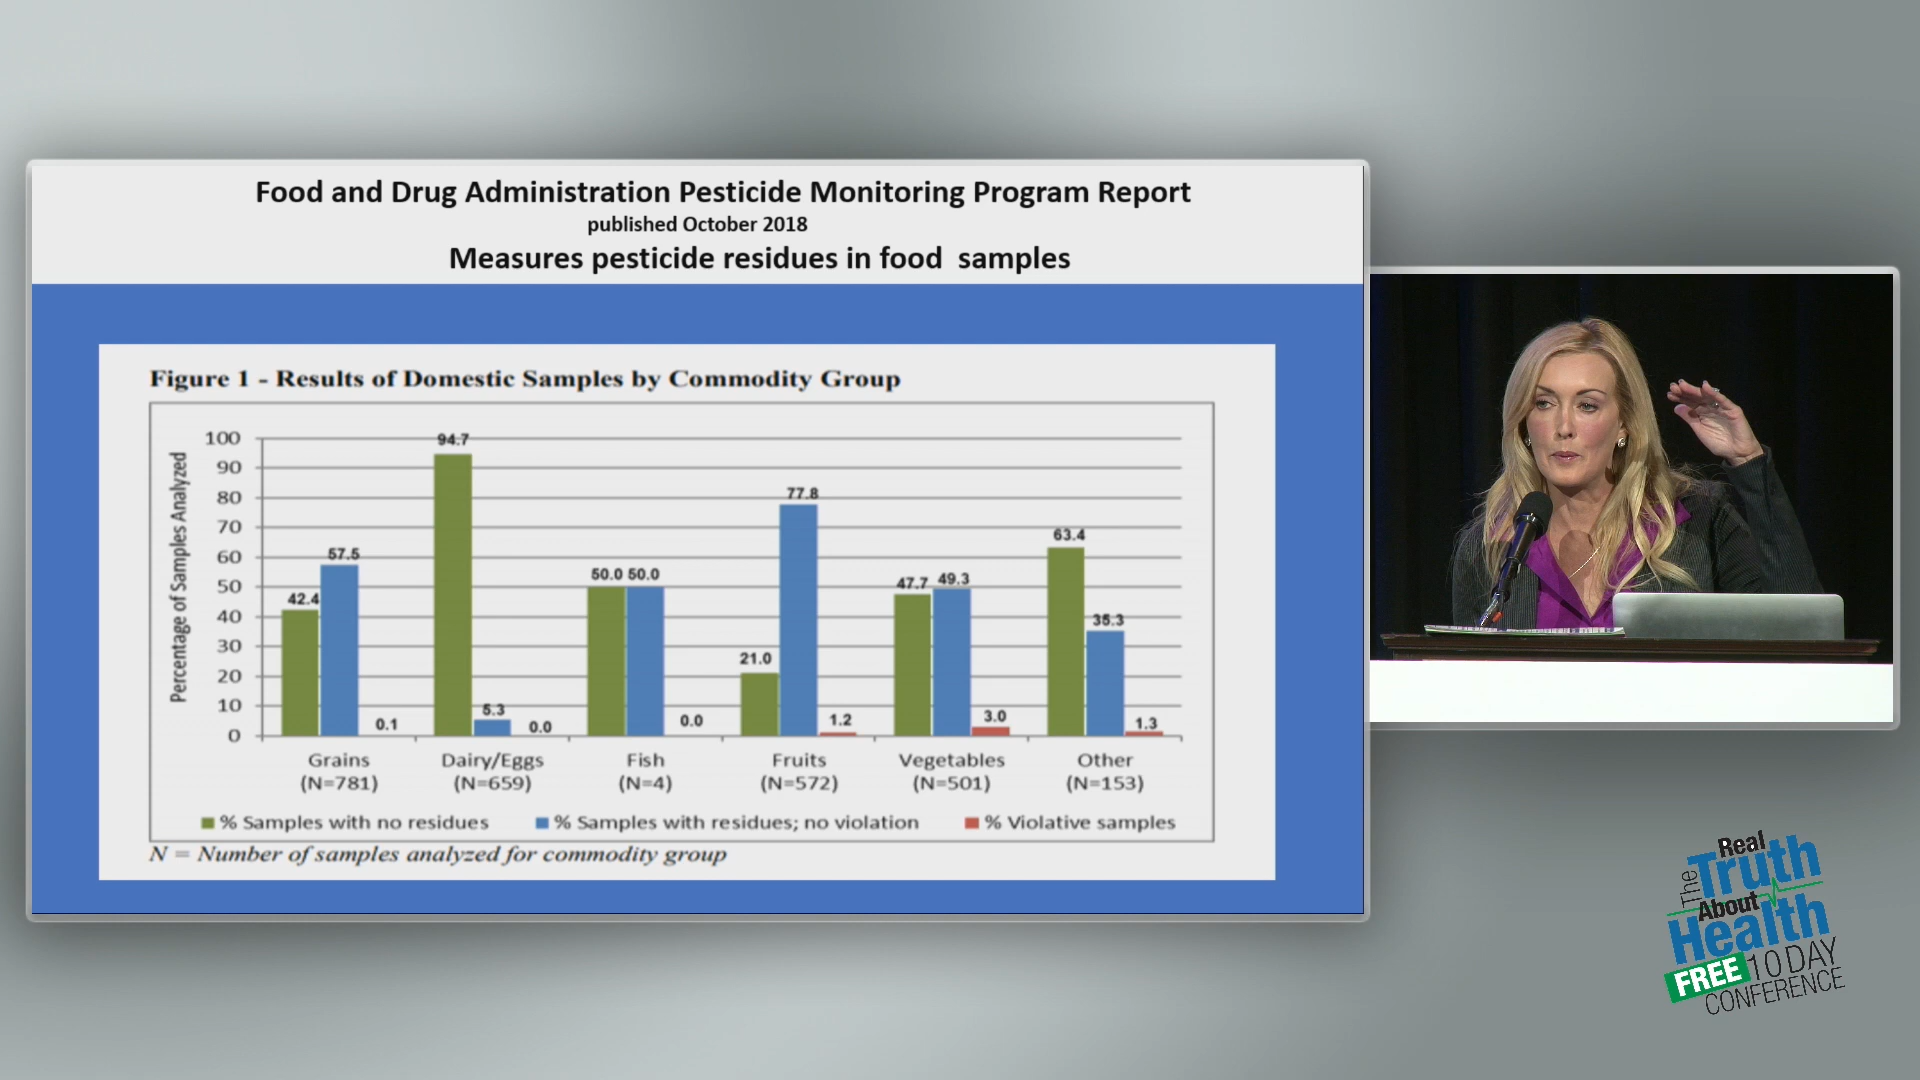 Food and Drug Administration Pesticide Monitoring Program Report
published October 2018
Measures pesticide residues in food samples
Figure 1 - Results of Domestic Samples by Commodity Group
Percentage of Samples Analyzed
100
90
80
70
60
50
40
30
20
10
0
42.4 57.5 0.1
94.7 5.3 0.0
50.0 50.0 0.0
21.0 77.8 1.2
47.7 49.3 3.0
63.4 35.3 1.3
Grains Dairy/Eggs Fish Fruits Vegetables Other
(N=781) (N=659) (N=4) (N=572) (N=501) (N=153)
% Samples with no residues % Samples with residues; no violation % Violative samples
N = Number of samples analyzed for commodity group
The Real
Truth
About
Health
FREE 10 DAY
CONFERENCE